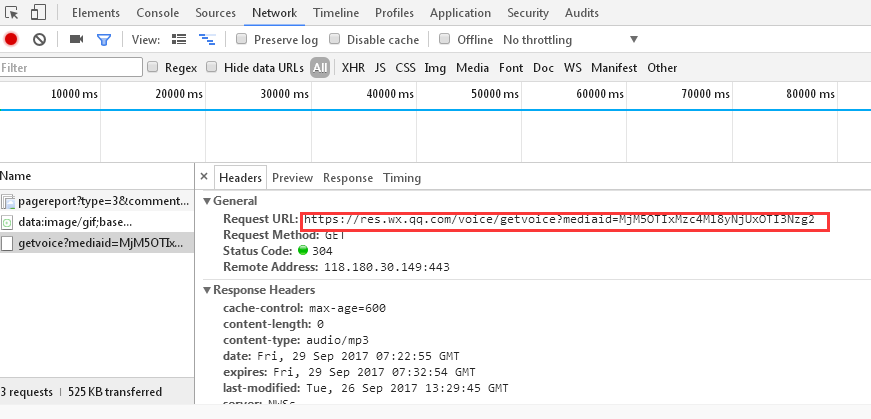 Elements Console Sources Network Timeline Profiles Application Security Audits
View: Preserve log Disable cache Offline No throttling
Filter Regex Hide data URLs All XHR JS CSS Img Media Font Doc WS Manifest Other
10000 ms 20000 ms 30000 ms 40000 ms 50000 ms 60000 ms 70000 ms 80000 ms
Name
pagereport?type=3&comment...
data:image/gif;base...
getvoice?mediaid=MjM5OTIx...
3 requests | 525 KB transferred
× Headers Preview Response Timing
General
Request URL: https://res.wx.qq.com/voice/getvoice?mediaid=MjM5OTIxMzc4Ml8yNjUxOTI3Nzg2
Request Method: GET
Status Code: 304
Remote Address: 118.180.30.149:443
Response Headers
cache-control: max-age=600
content-length: 0
content-type: audio/mp3
date: Fri, 29 Sep 2017 07:22:55 GMT
expires: Fri, 29 Sep 2017 07:32:54 GMT
last-modified: Tue, 26 Sep 2017 13:29:45 GMT